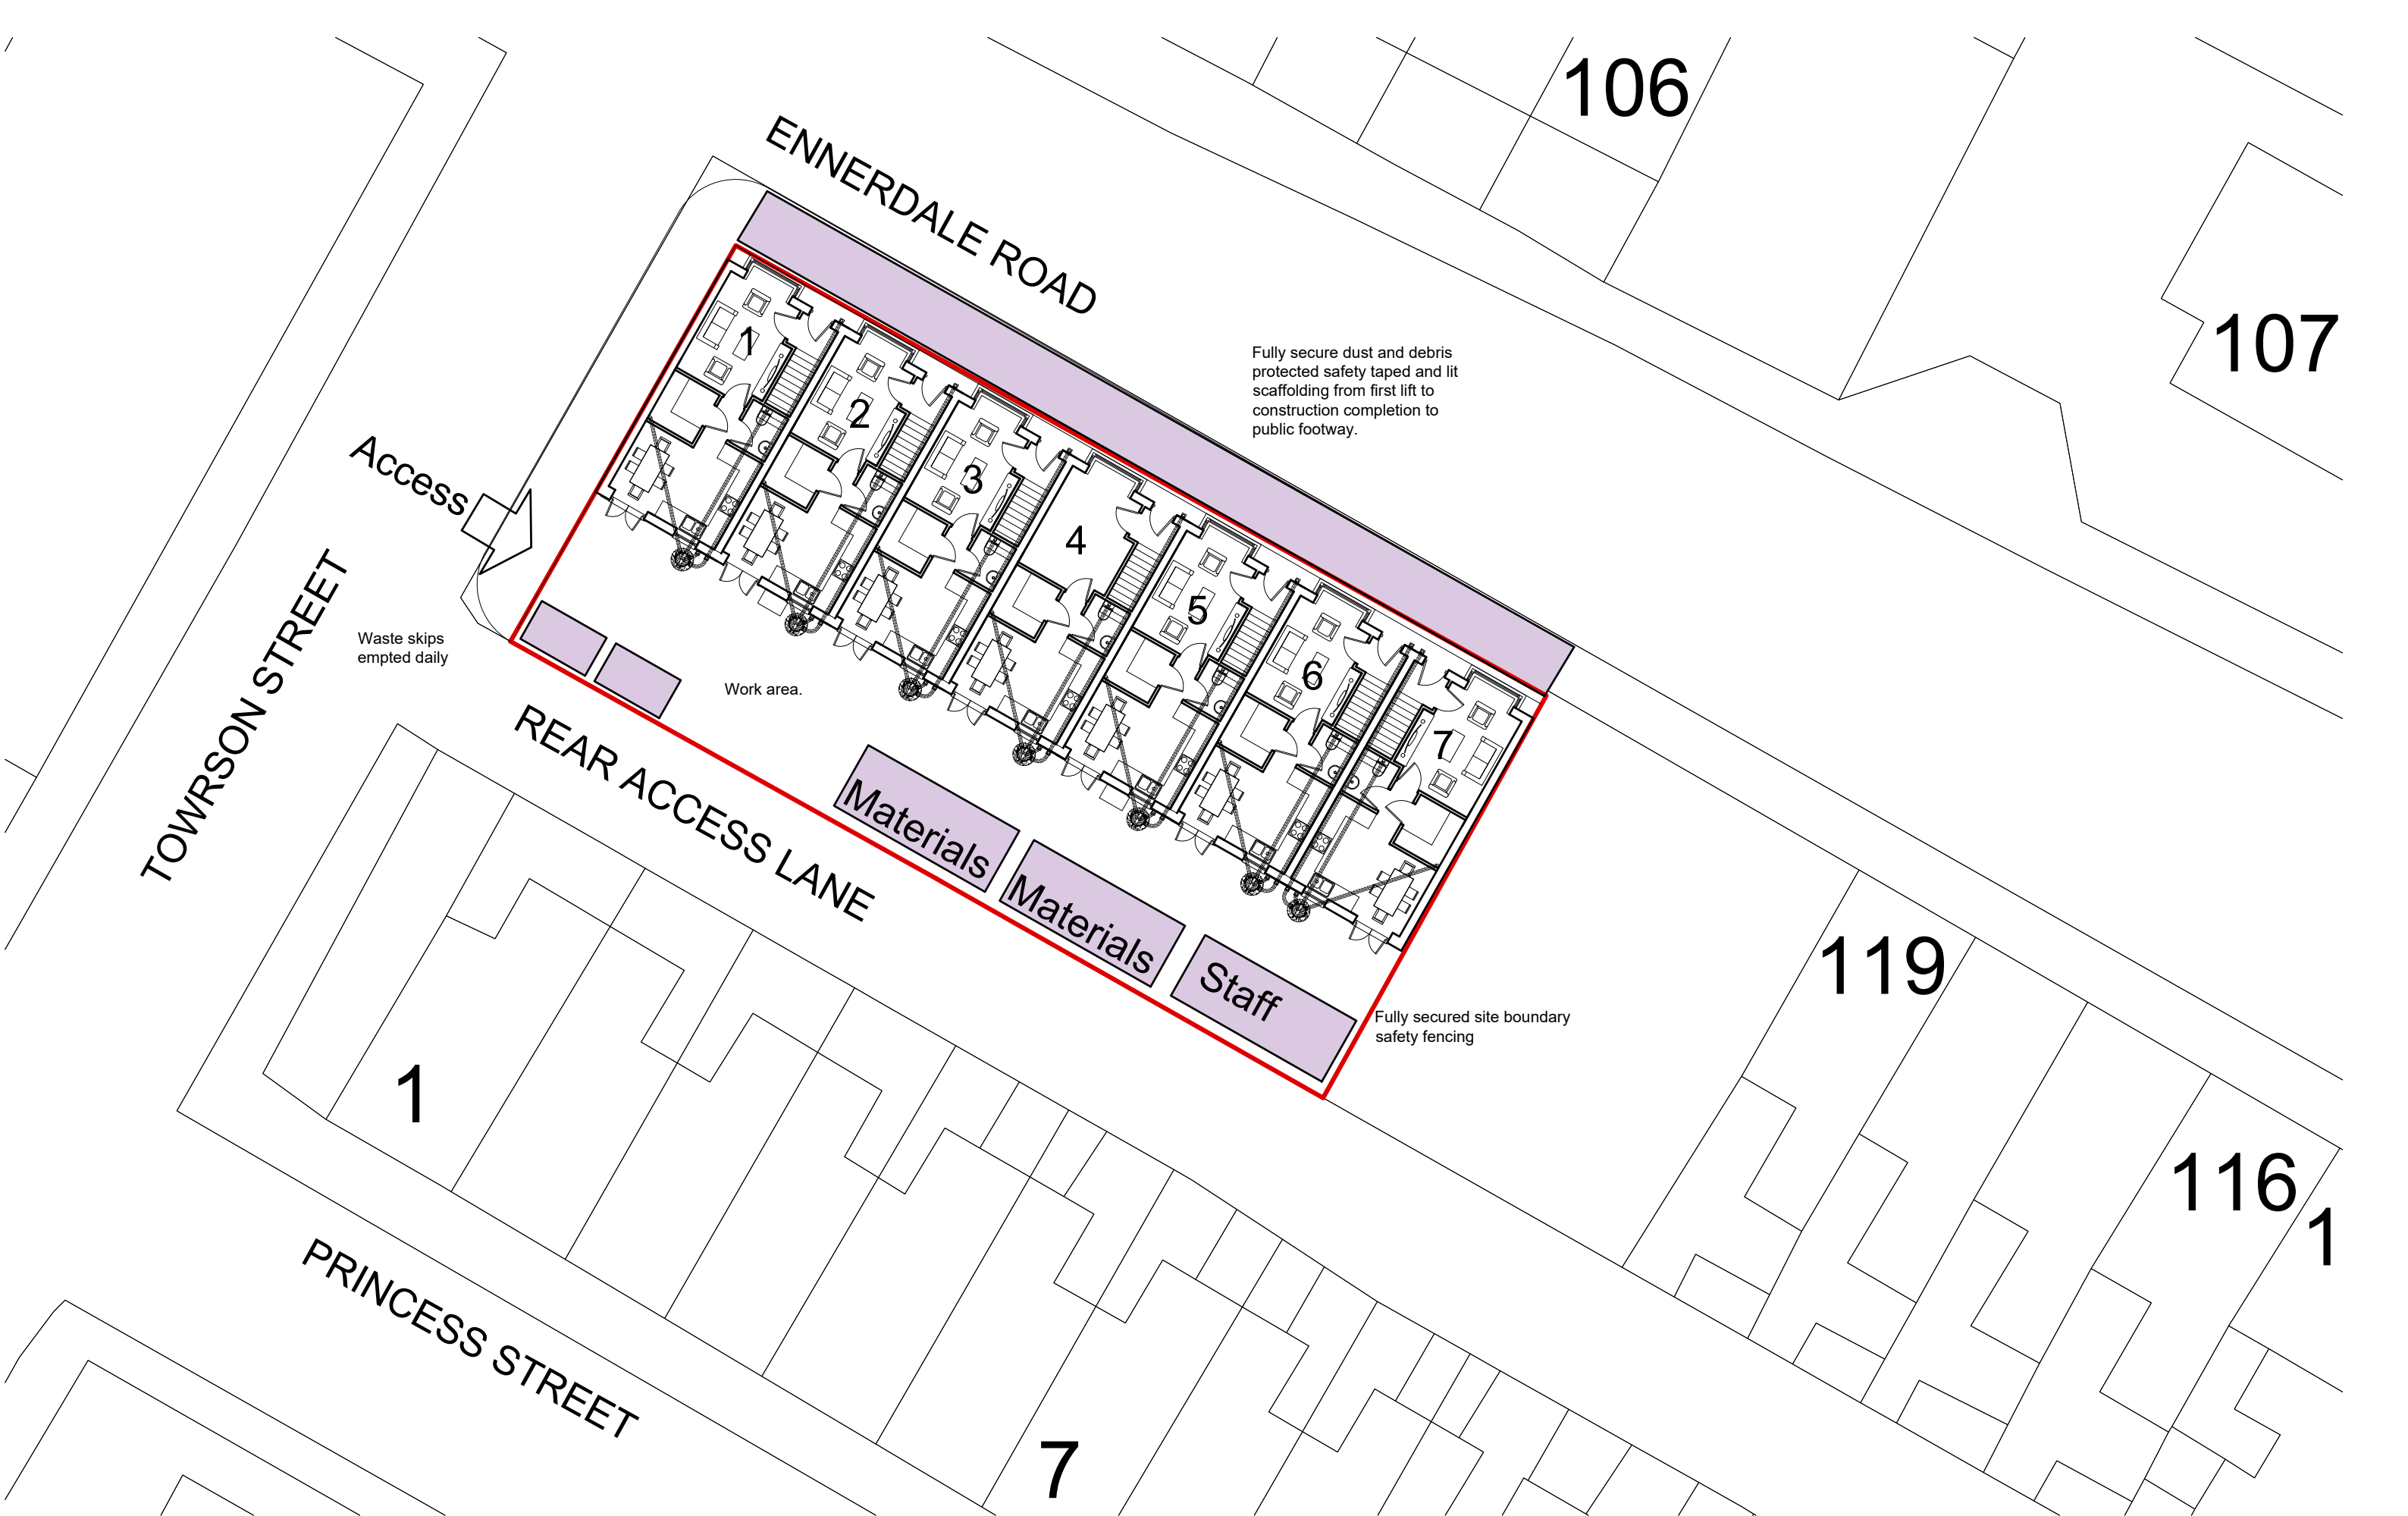 106
ENNERDALE ROAD
107
Fully secure dust and debris
protected safety taped and lit
scaffolding from first lift to
construction completion to
public footway.
1
2
3
4
5
6
7
Access
TOWRSON STREET
Waste skips
empted daily
Work area.
REAR ACCESS LANE
Materials
Materials
Staff
Fully secured site boundary
safety fencing
119
116
1
1
PRINCESS STREET
7